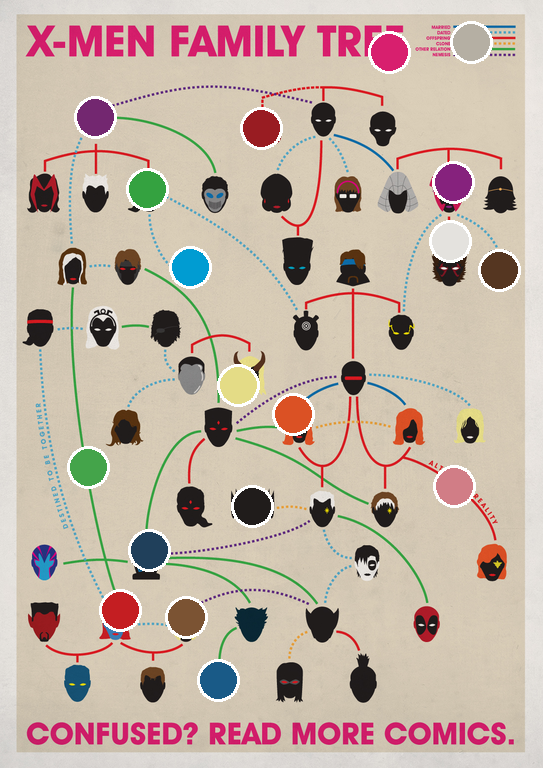 X-MEN FAMILY TRE
MARRIED
DATED
OFFSPRING
CLONE
OTHER RELATION
NEMESIS
DESTINED TO BE TOGETHER
ALT
REALITY
CONFUSED? READ MORE COMICS.